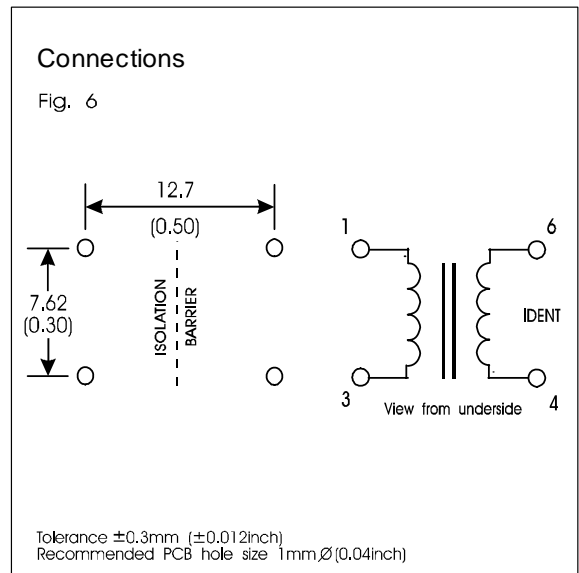 Connections
Fig. 6
12.7
(0.50)
7.62
(0.30)
ISOLATION
BARRIER
1
6
IDENT
3
4
View from underside
Tolerance ±0.3mm (±0.012inch)
Recommended PCB hole size 1mmØ(0.04inch)